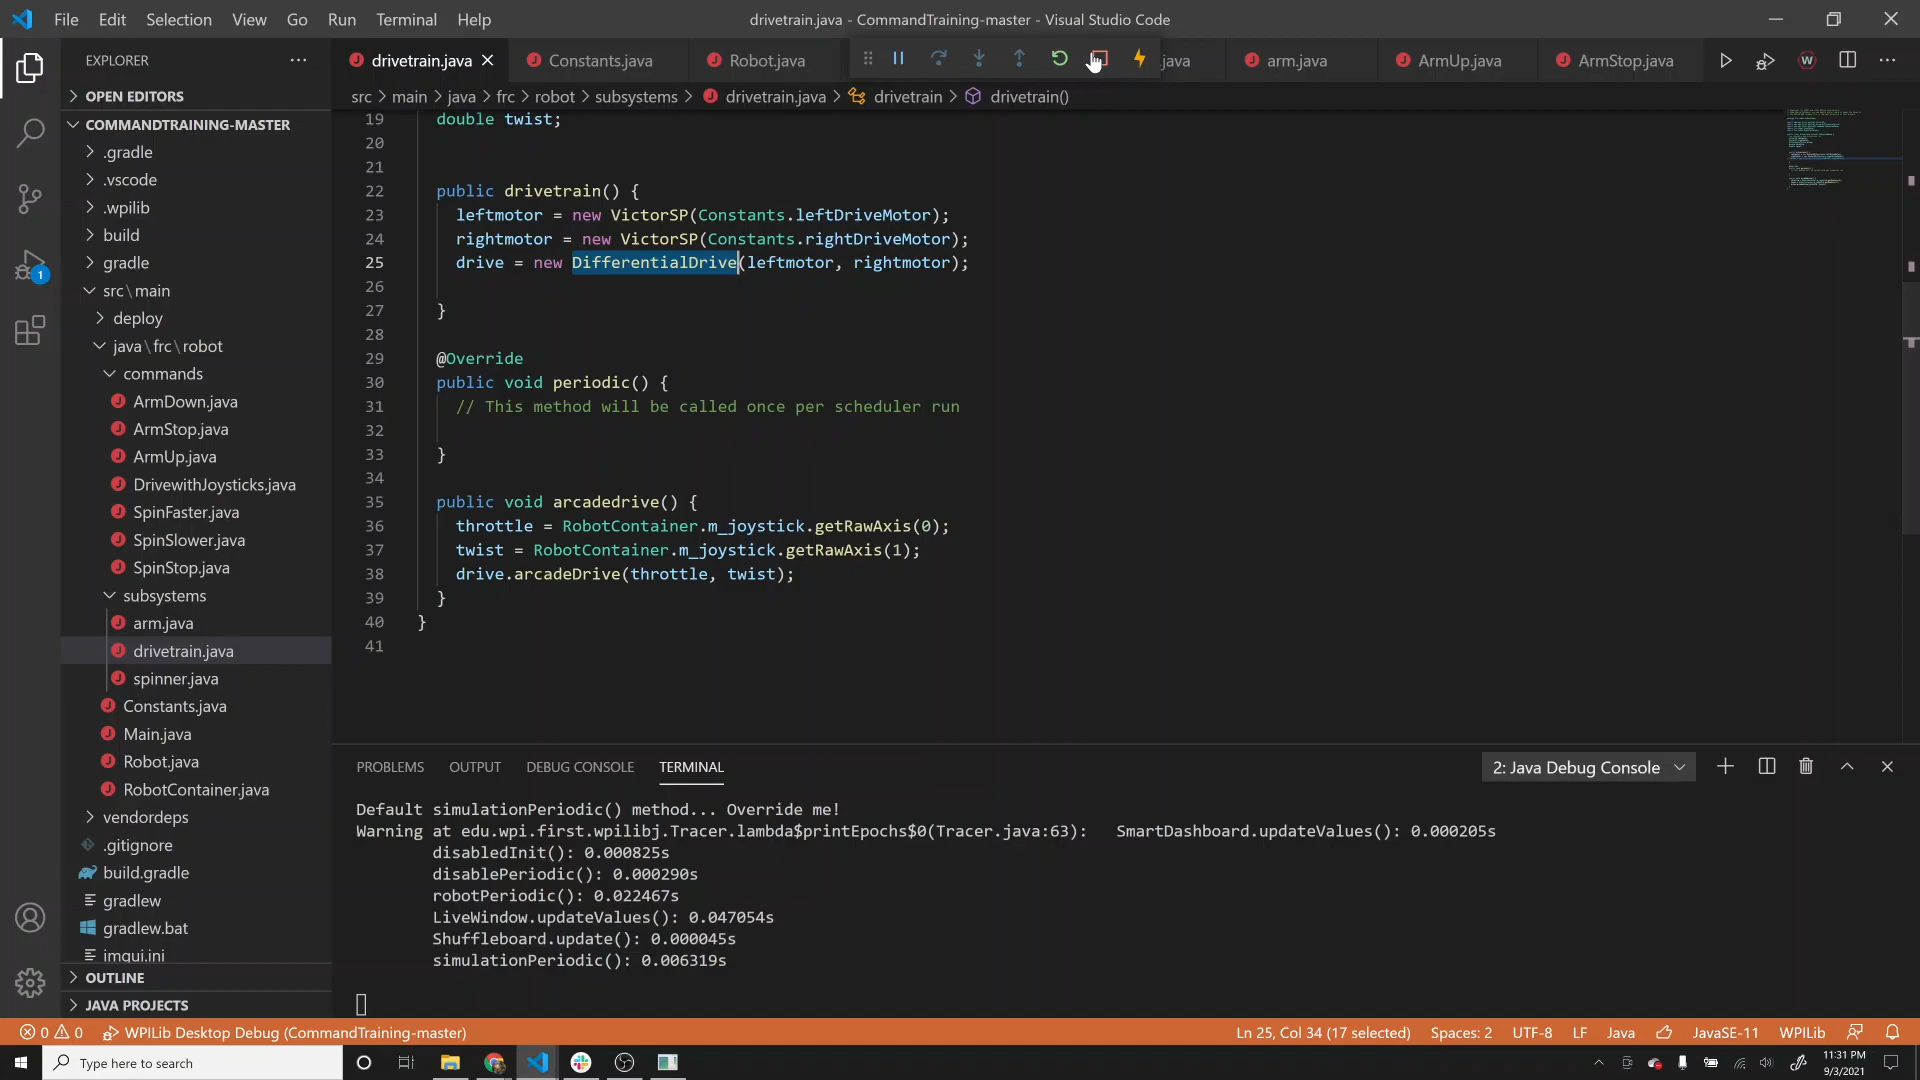 File Edit Selection View Go Run Terminal Help
drivetrain.java - CommandTraining-master - Visual Studio Code
EXPLORER
drivetrain.java
Constants.java
Robot.java
java
arm.java
ArmUp.java
ArmStop.java
OPEN EDITORS
src > main > java > frc > robot > subsystems > drivetrain.java > drivetrain > drivetrain()
COMMANDTRAINING-MASTER
.gradle
.vscode
.wpilib
build
gradle
src\main
deploy
java\frc\robot
commands
ArmDown.java
ArmStop.java
ArmUp.java
DrivewithJoysticks.java
SpinFaster.java
SpinSlower.java
SpinStop.java
subsystems
arm.java
drivetrain.java
spinner.java
Constants.java
Main.java
Robot.java
RobotContainer.java
vendordeps
.gitignore
build.gradle
gradlew
gradlew.bat
imgui.ini
OUTLINE
JAVA PROJECTS
1
19 double twist;
20
21
22 public drivetrain() {
23 leftmotor = new VictorSP(Constants.leftDriveMotor);
24 rightmotor = new VictorSP(Constants.rightDriveMotor);
25 drive = new DifferentialDrive(leftmotor, rightmotor);
26
27 }
28
29 @Override
30 public void periodic() {
31 // This method will be called once per scheduler run
32
33 }
34
35 public void arcadedrive() {
36 throttle = RobotContainer.m_joystick.getRawAxis(0);
37 twist = RobotContainer.m_joystick.getRawAxis(1);
38 drive.arcadeDrive(throttle, twist);
39 }
40 }
41
PROBLEMS OUTPUT DEBUG CONSOLE TERMINAL
2: Java Debug Console
Default simulationPeriodic() method... Override me!
Warning at edu.wpi.first.wpilibj.Tracer.lambda$printEpochs$0(Tracer.java:63): SmartDashboard.updateValues(): 0.000205s
disabledInit(): 0.000825s
disablePeriodic(): 0.000290s
robotPeriodic(): 0.022467s
LiveWindow.updateValues(): 0.047054s
Shuffleboard.update(): 0.000045s
simulationPeriodic(): 0.006319s
0 0 WPILib Desktop Debug (CommandTraining-master)
Ln 25, Col 34 (17 selected) Spaces: 2 UTF-8 LF Java JavaSE-11 WPILib
Type here to search
11:31 PM
9/3/2021